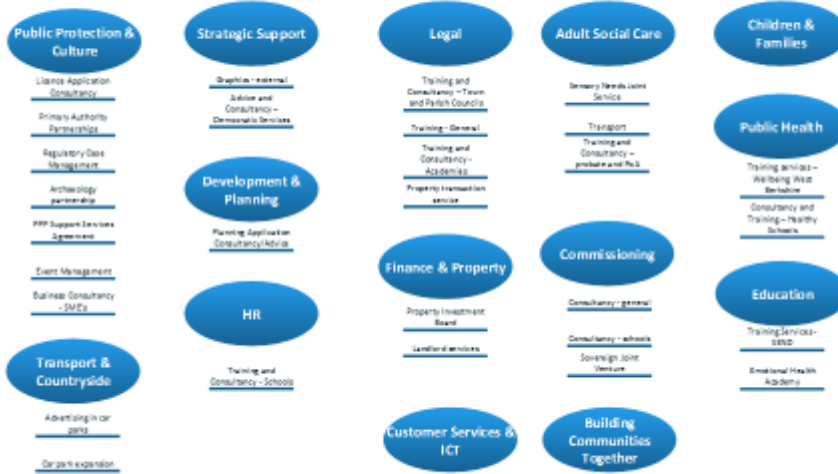 Public Protection &
Culture
Licence Application
Consultancy
Primary Authority
Partnerships
Regulatory Case
Management
Archaeology
partnership
PPP Support Services
Agreement
Event Management
Business Consultancy
- SMEs
Transport &
Countryside
Advertising in car
parks
Car park expansion
Strategic Support
Graphics - external
Advice and
Consultancy –
Democratic Services
Development &
Planning
Planning Application
Consultancy/Advice
HR
Training and
Consultancy - Schools
Legal
Training and
Consultancy – Town
and Parish Councils
Training - General
Training and
Consultancy -
Academies
Property transaction
service
Finance & Property
Property Investment
Board
Landlord services
Customer Services &
ICT
Adult Social Care
Sensory Needs Joint
Service
Transport
Training and
Consultancy –
probate and PoA
Commissioning
Consultancy - general
Consultancy - schools
Sovereign Joint
Venture
Building
Communities
Together
Children &
Families
Public Health
Training services –
Wellbeing West
Berkshire
Consultancy and
Training – Healthy
Schools
Education
Training Services -
SEND
Emotional Health
Academy